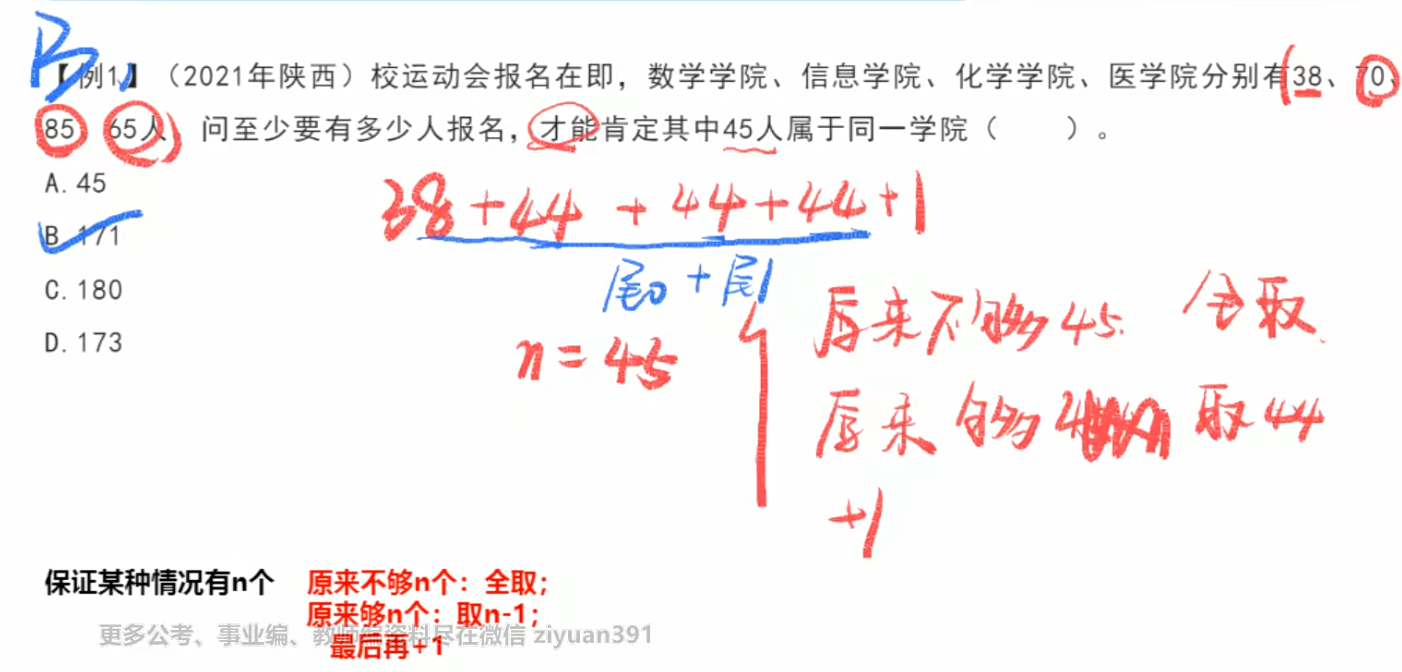 B
【例1】（2021年陕西）校运动会报名在即，数学学院、信息学院、化学学院、医学院分别有38、70、
85、65人。问至少要有多少人报名，才能肯定其中45人属于同一学院（    ）。
A.45
B.171
C.180
D.173
38+44+44+44+1
尾0+尾1
n=45
原来不够45. 全取
原来够 取44
+1
保证某种情况有n个 原来不够n个：全取；
原来够n个：取n-1；
更多公考、事业编、教师编资料尽在微信 ziyuan391
最后再+1